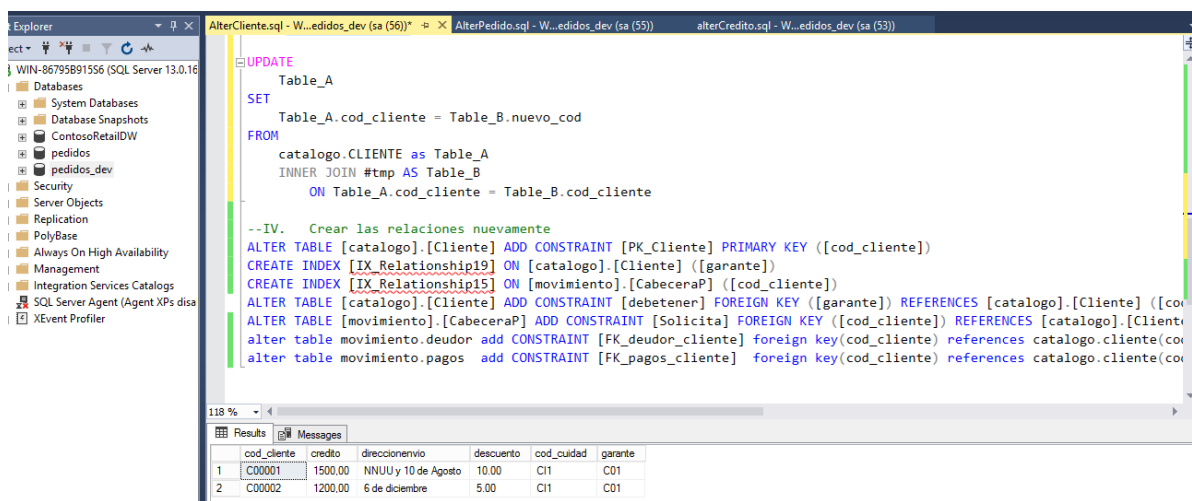 t Explorer
AlterCliente.sql - W...edidos_dev (sa (56))*
AlterPedido.sql - W...edidos_dev (sa (55))
alterCredito.sql - W...edidos_dev (sa (53))
ect
WIN-86795B915S6 (SQL Server 13.0.16
Databases
System Databases
Database Snapshots
ContosoRetailDW
pedidos
pedidos_dev
Security
Server Objects
Replication
PolyBase
Always On High Availability
Management
Integration Services Catalogs
SQL Server Agent (Agent XPs disa
XEvent Profiler
UPDATE
Table_A
SET
Table_A.cod_cliente = Table_B.nuevo_cod
FROM
catalogo.CLIENTE as Table_A
INNER JOIN #tmp AS Table_B
ON Table_A.cod_cliente = Table_B.cod_cliente
--IV. Crear las relaciones nuevamente
ALTER TABLE [catalogo].[Cliente] ADD CONSTRAINT [PK_Cliente] PRIMARY KEY ([cod_cliente])
CREATE INDEX [IX_Relationship19] ON [catalogo].[Cliente] ([garante])
CREATE INDEX [IX_Relationship15] ON [movimiento].[CabeceraP] ([cod_cliente])
ALTER TABLE [catalogo].[Cliente] ADD CONSTRAINT [debetener] FOREIGN KEY ([garante]) REFERENCES [catalogo].[Cliente] ([cod
ALTER TABLE [movimiento].[CabeceraP] ADD CONSTRAINT [Solicita] FOREIGN KEY ([cod_cliente]) REFERENCES [catalogo].[Cliente
alter table movimiento.deudor add CONSTRAINT [FK_deudor_cliente] foreign key(cod_cliente) references catalogo.cliente(cod
alter table movimiento.pagos add CONSTRAINT [FK_pagos_cliente] foreign key(cod_cliente) references catalogo.cliente(cod
118 %
Results Messages
cod_cliente credito direccionenvio descuento cod_cuidad garante
1 C00001 1500,00 NNUU y 10 de Agosto 10.00 CI1 C01
2 C00002 1200,00 6 de diciembre 5.00 CI1 C01